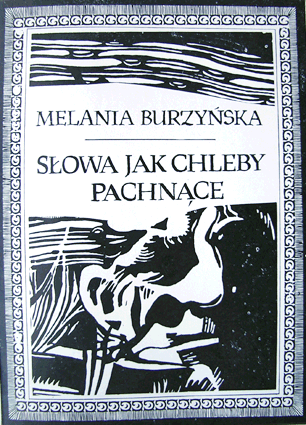 MELANIA BURZYŃSKA
SŁOWA JAK CHLEBY
PACHNĄCE